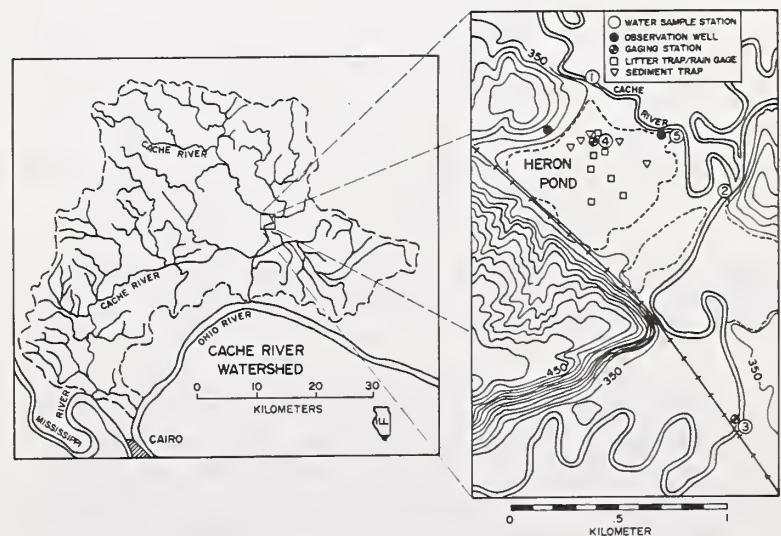 CACHE RIVER
CACHE RIVER
OHIO RIVER
CACHE RIVER
WATERSHED
0 10 20 30
KILOMETERS
MISSISSIPPI
RIVER
CAIRO
WATER SAMPLE STATION
OBSERVATION WELL
GAGING STATION
LITTER TRAP/RAIN GAGE
SEDIMENT TRAP
350
1
CACHE
RIVER
5
4
HERON
POND
2
450
350
350
3
0 .5 1
KILOMETER